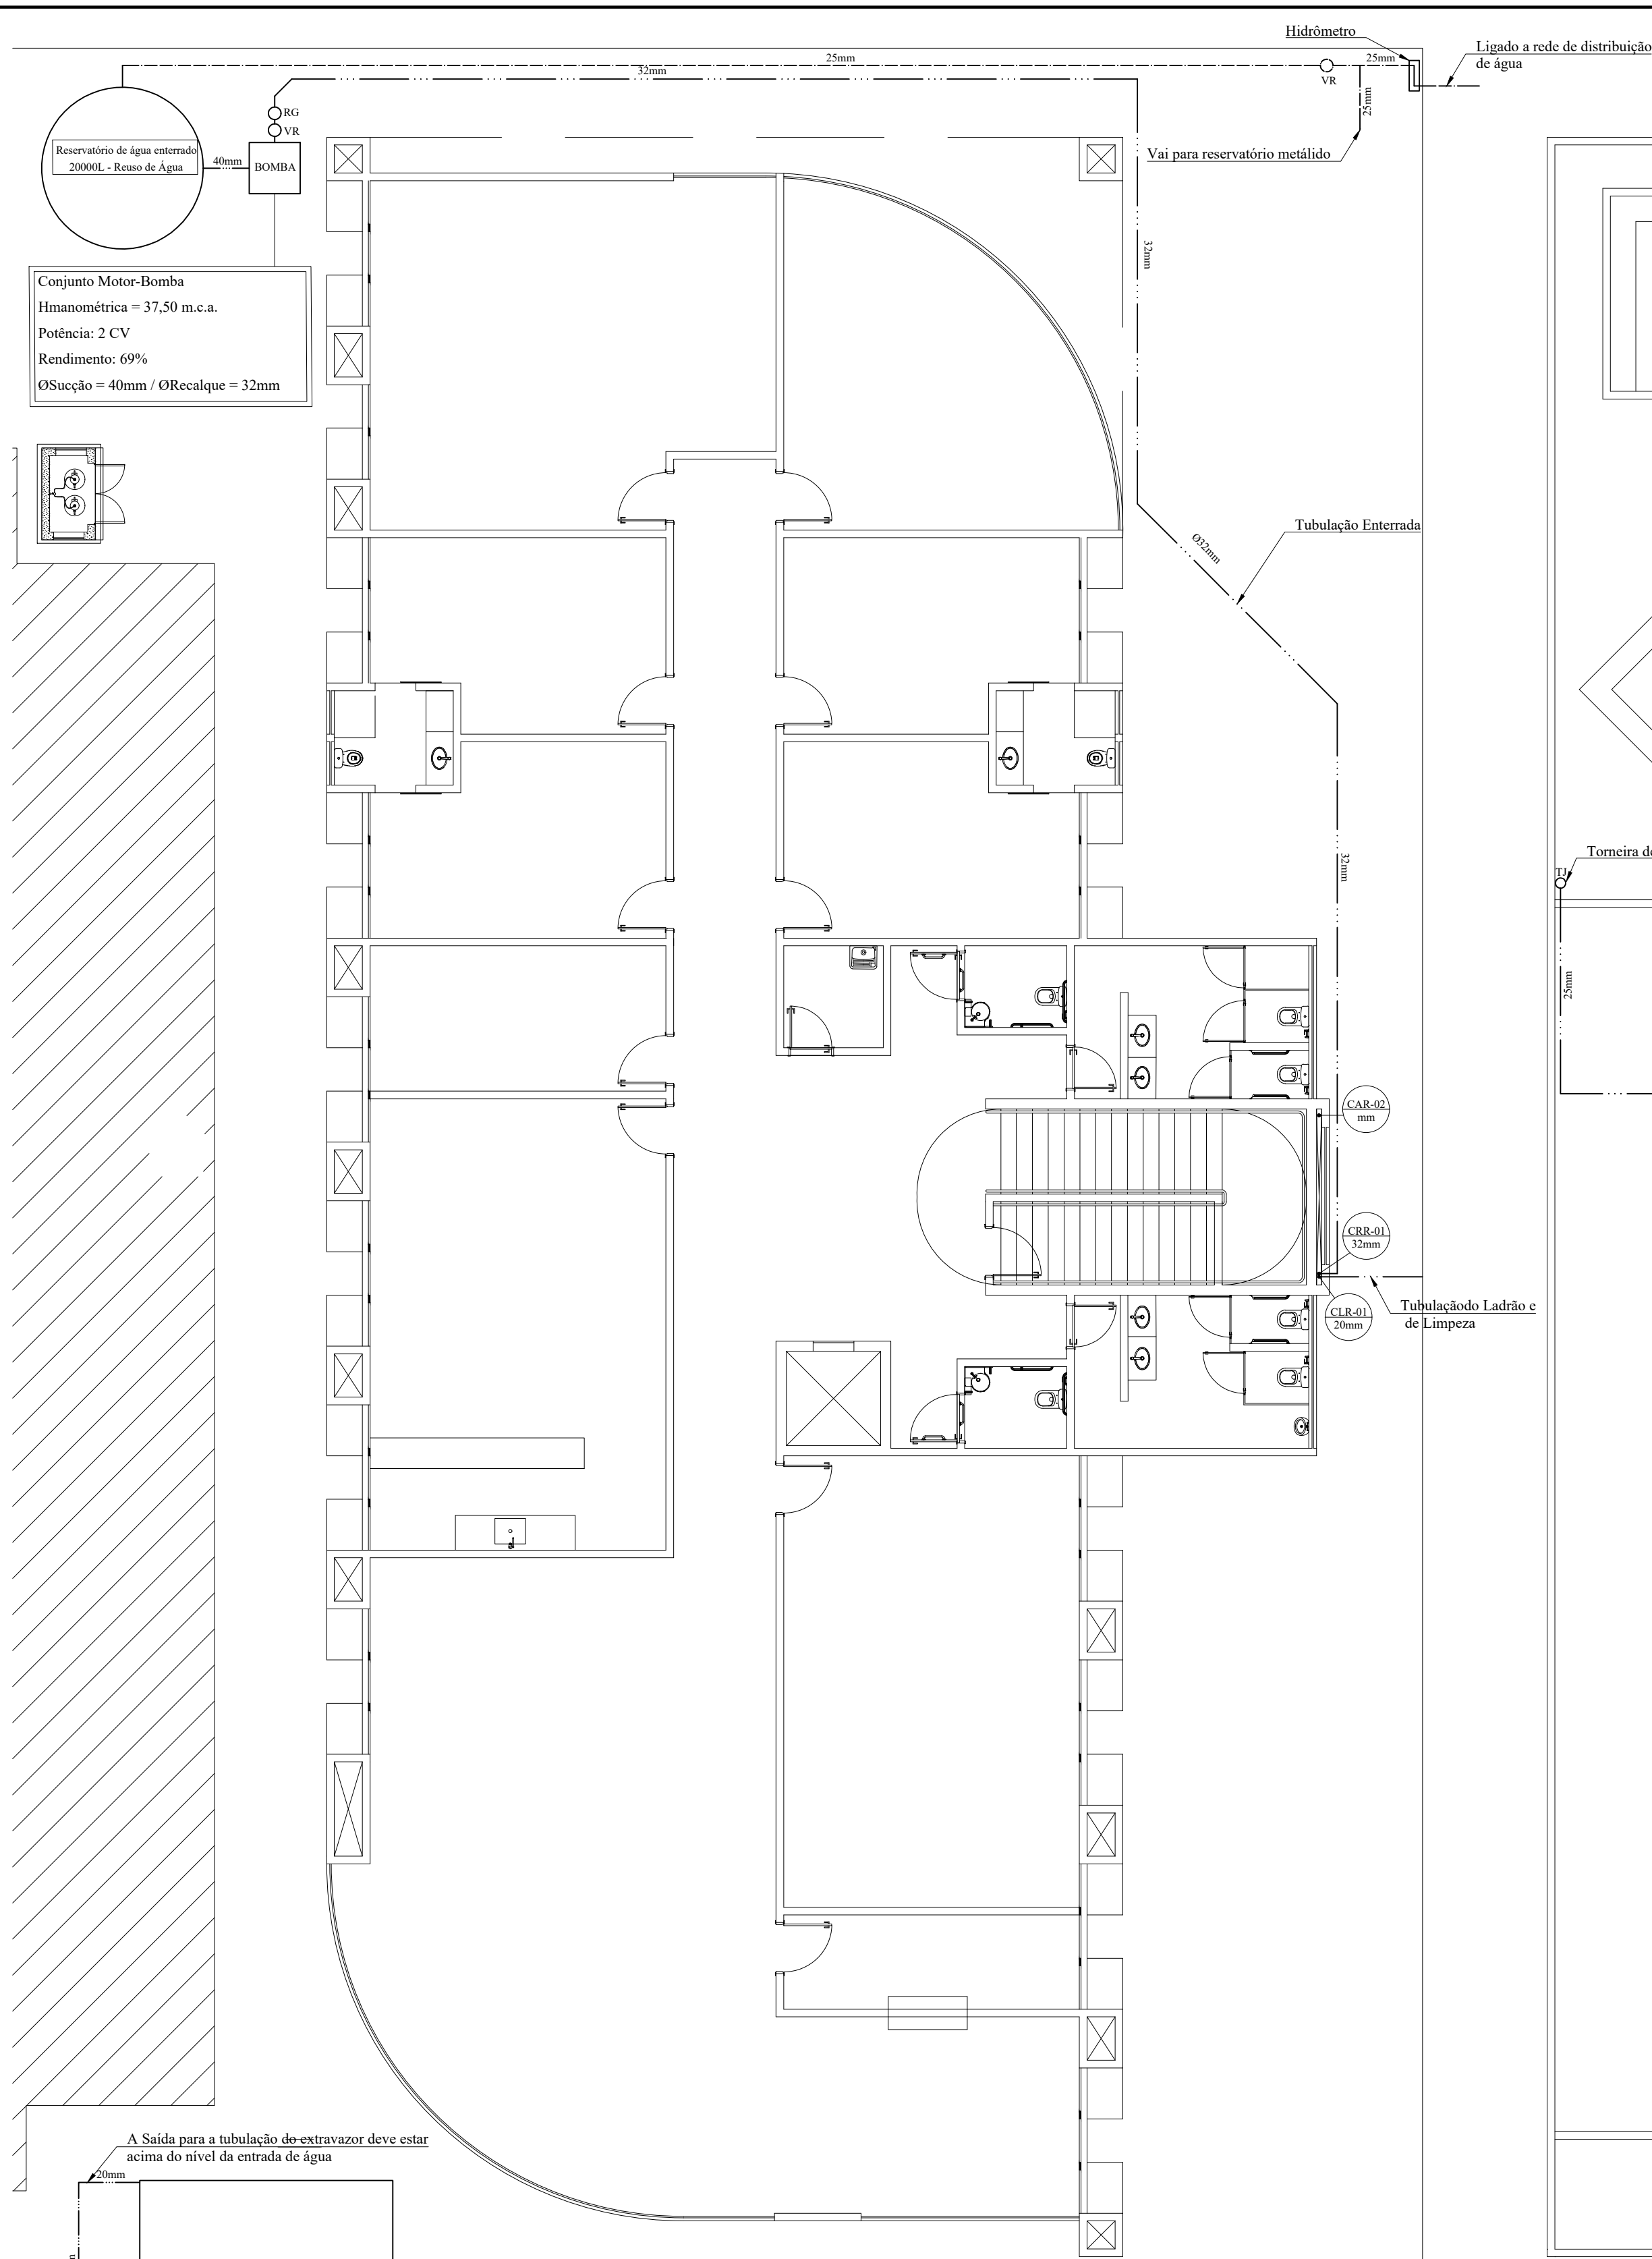 Hidrômetro
Ligado a rede de distribuição
de água
25mm
25mm
32mm
VR
25mm
RG
VR
Reservatório de água enterrado
20000L - Reuso de Água
40mm
BOMBA
Vai para reservatório metálido
32mm
Conjunto Motor-Bomba
Hmanométrica = 37,50 m.c.a.
Potência: 2 CV
Rendimento: 69%
ØSucção = 40mm / ØRecalque = 32mm
Tubulação Enterrada
Ø32mm
32mm
Torneira de
TJ
25mm
CAR-02
mm
CRR-01
32mm
CLR-01
20mm
Tubulaçãodo Ladrão e
de Limpeza
A Saída para a tubulação do extravazor deve estar
acima do nível da entrada de água
20mm